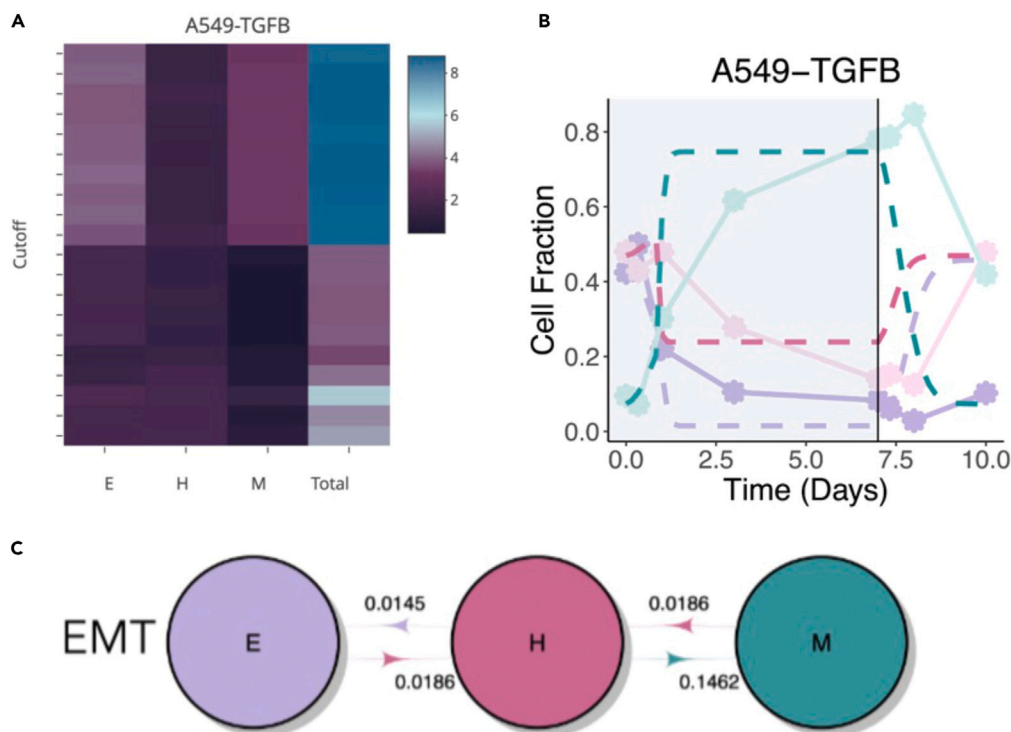 A
A549-TGFB
Cutoff
8
6
4
2
E H M Total
B
A549−TGFB
Cell Fraction
0.8
0.6
0.4
0.2
0.0
0.0 2.5 5.0 7.5 10.0
Time (Days)
C
EMT
E
0.0145
0.0186
H
0.0186
0.1462
M